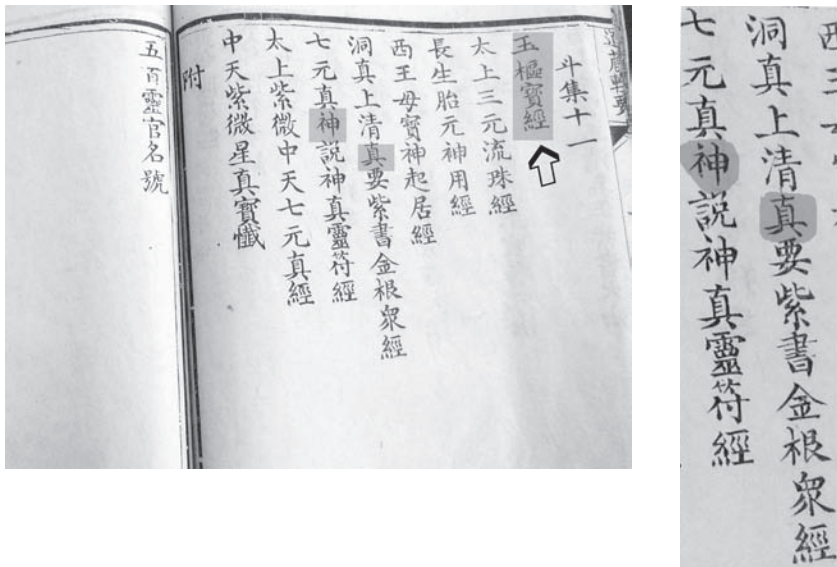 斗集十一
玉樞寶經
太上三元流珠經
長生胎元神用經
西王母寶神起居經
洞真上清真要紫書金根衆經
七元真神説神真靈符經
太上紫微中天七元真經
中天紫微星真寶懺
附
五百靈官名號
洞真上清真要紫書金根衆經
七元真神説神真靈符經